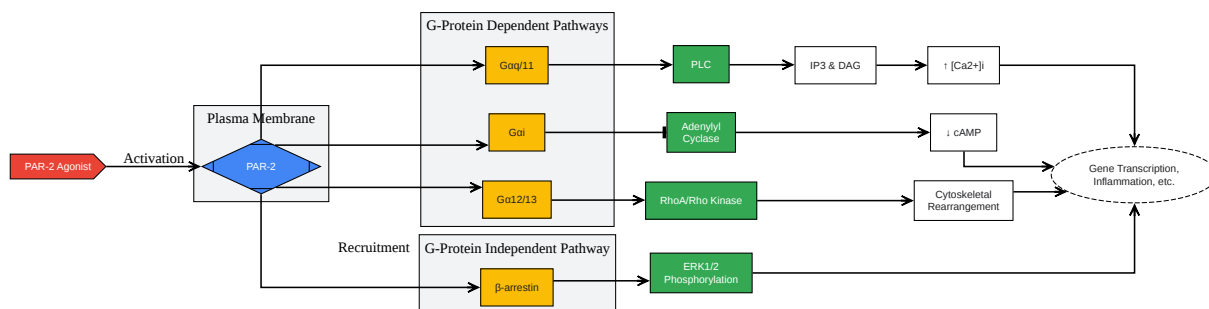 G-Protein Dependent Pathways
Gαq/11
PLC
IP3 & DAG
↑ [Ca2+]i
Plasma Membrane
Gαi
Adenylyl
Cyclase
↓ cAMP
PAR-2 Agonist
Activation
PAR-2
Gene Transcription,
Inflammation, etc.
Gα12/13
RhoA/Rho Kinase
Cytoskeletal
Rearrangement
Recruitment
G-Protein Independent Pathway
β-arrestin
ERK1/2
Phosphorylation